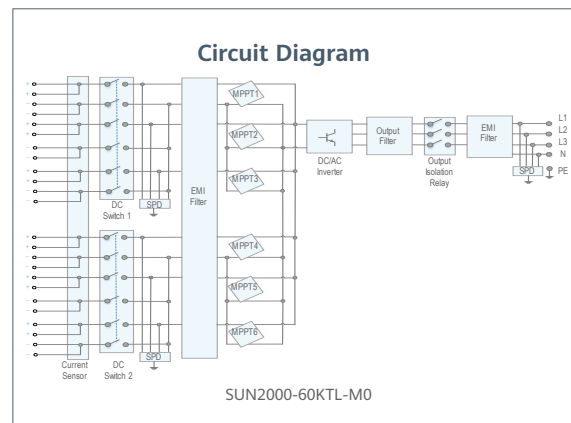 Circuit Diagram
MPPT1
MPPT2
MPPT3
MPPT4
MPPT5
MPPT6
EMI
Filter
DC/AC
Inverter
Output
Filter
Output
Isolation
Relay
EMI
Filter
L1
L2
L3
N
PE
SPD
SPD
DC
Switch 1
SPD
Current
Sensor
DC
Switch 2
SUN2000-60KTL-M0